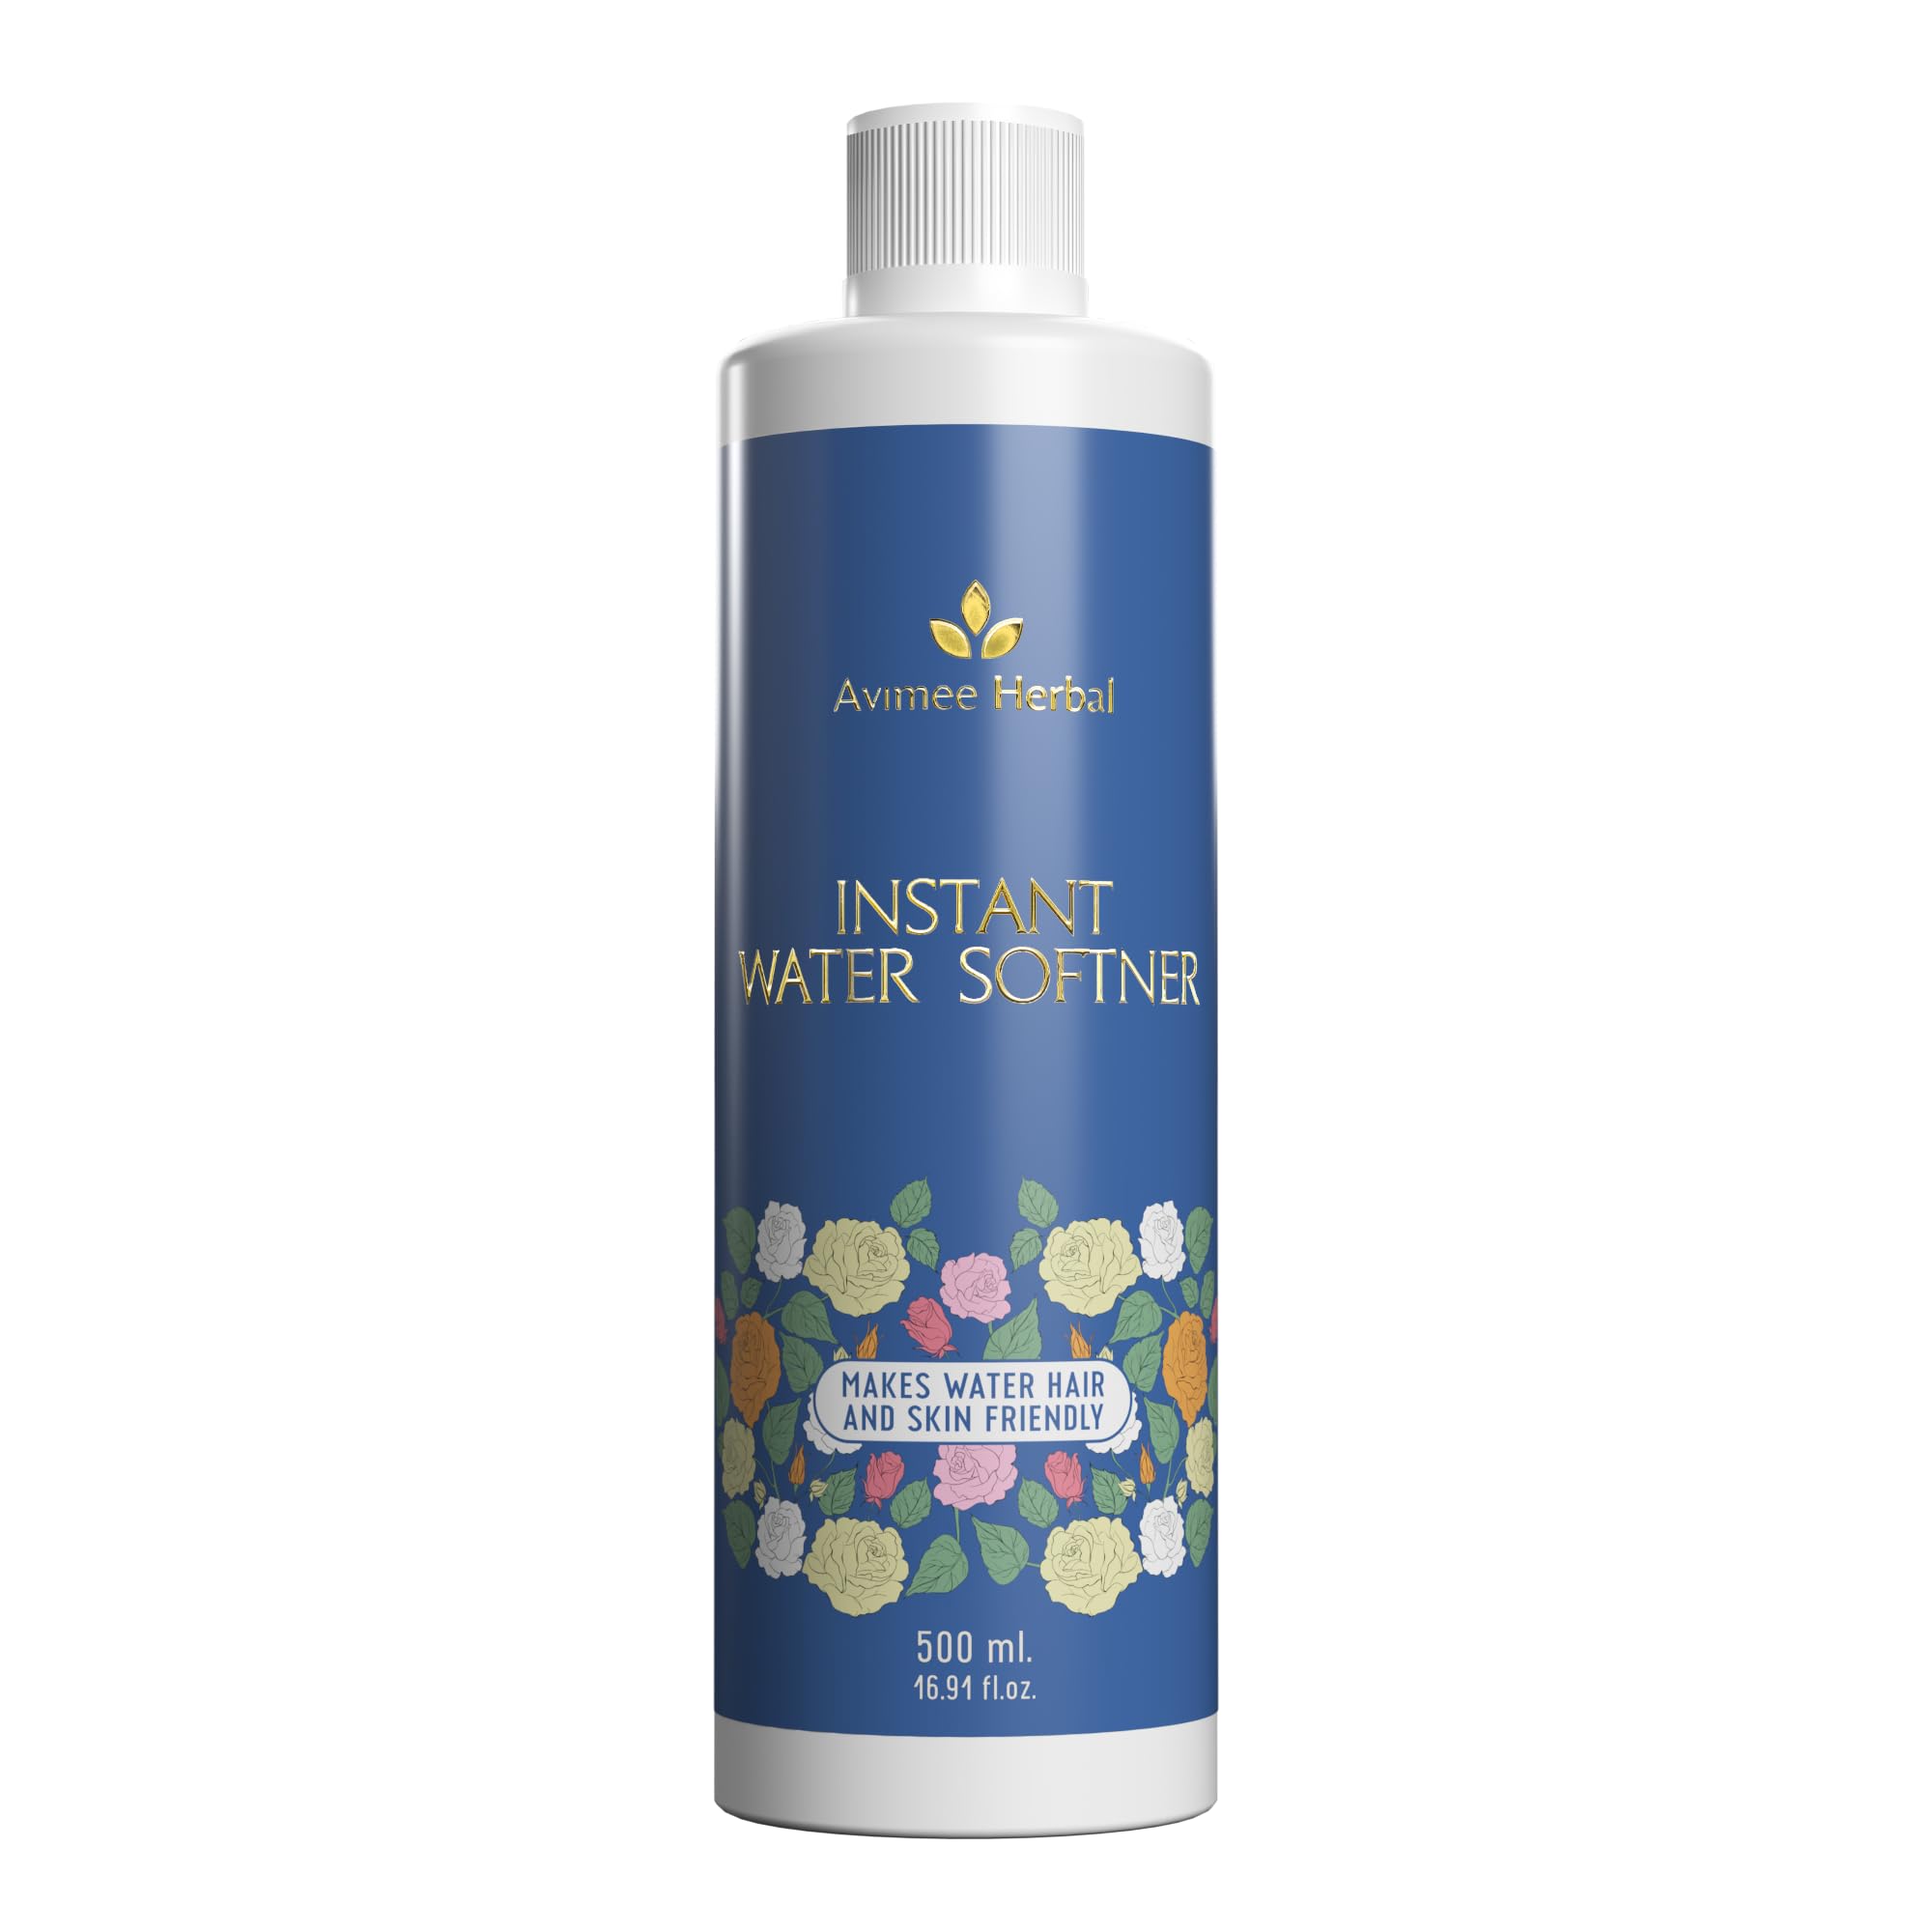 Avimee Herbal
INSTANT
WATER SOFTNER
MAKES WATER HAIR
AND SKIN FRIENDLY
500 ml.
16.91 fl.oz.